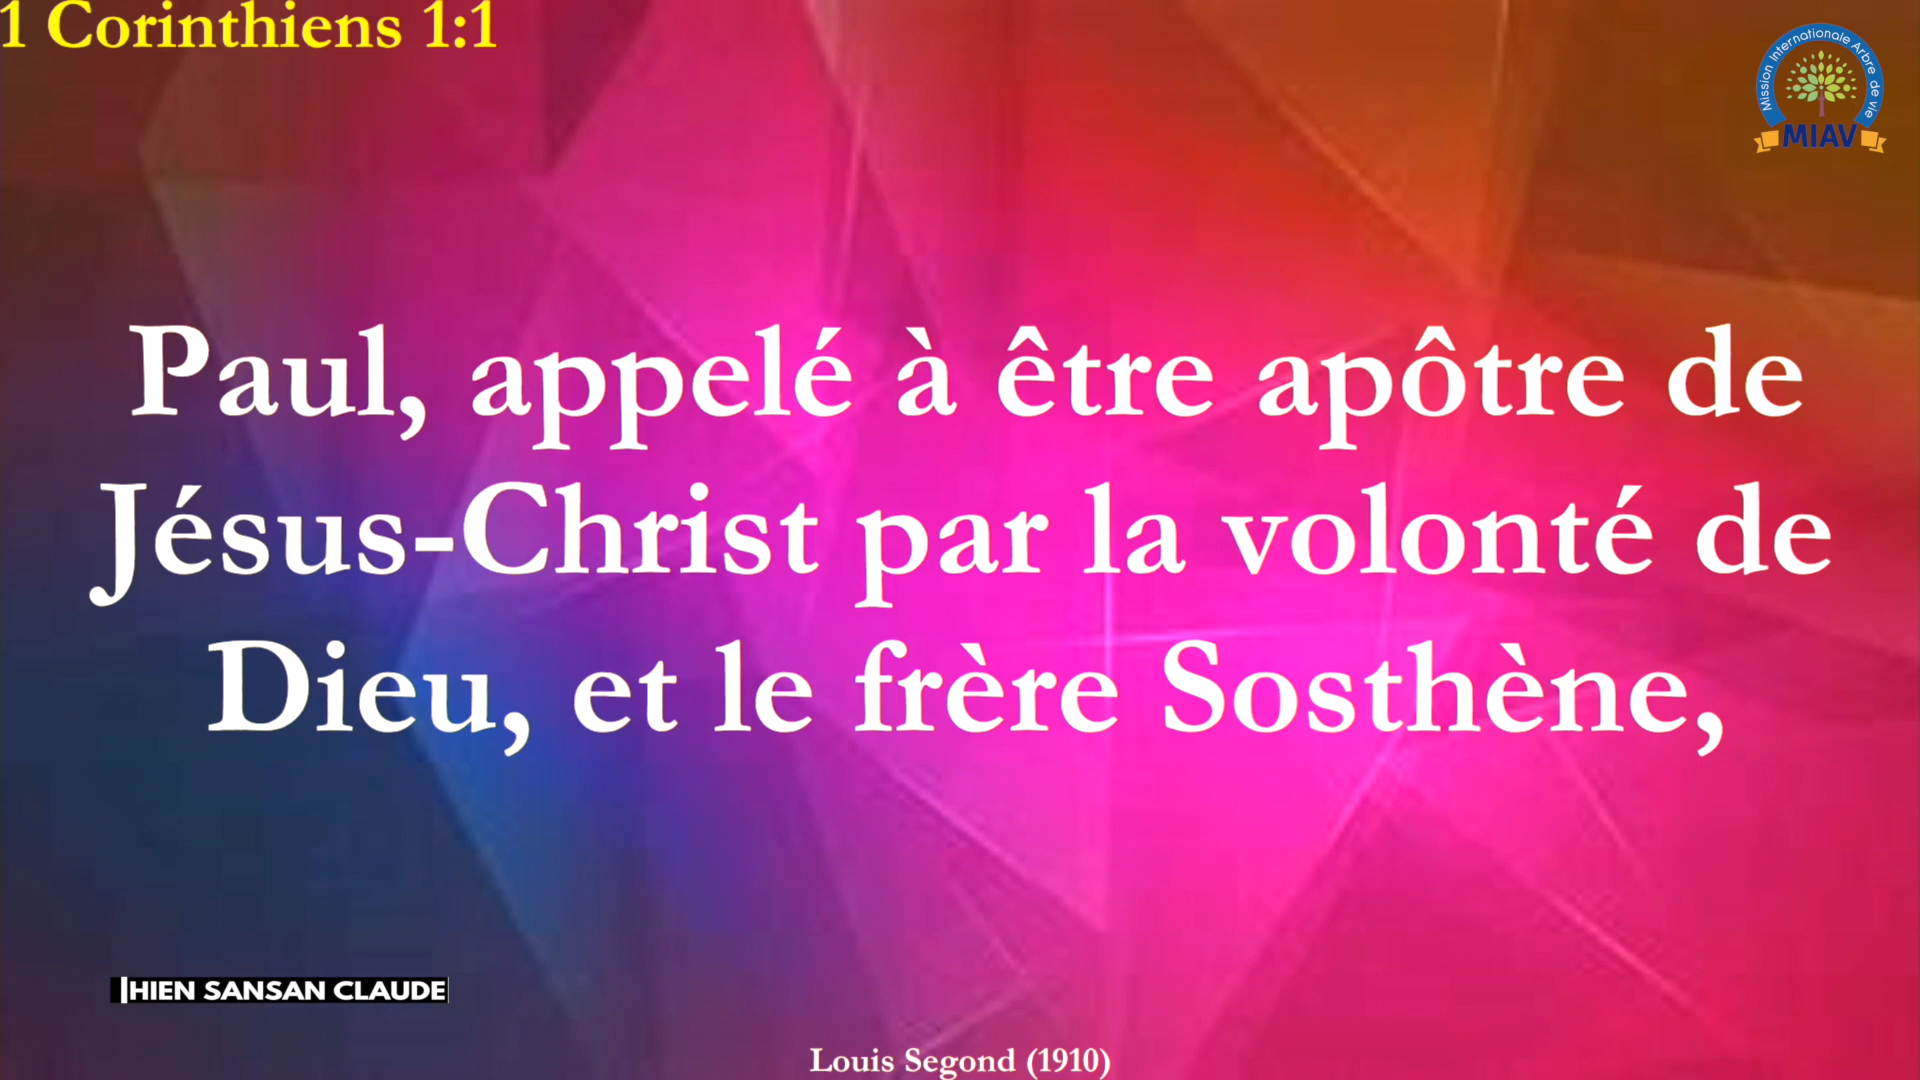 1 Corinthiens 1:1
Mission Internationale Arbre de vie
MIAV
Paul, appelé à être apôtre de
Jésus-Christ par la volonté de
Dieu, et le frère Sosthène,
HIEN SANSAN CLAUDE
Louis Segond (1910)